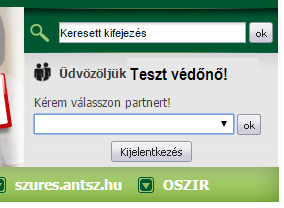 Keresett kifejezés ok
Üdvözöljük Teszt védőnő!
Kérem válasszon partnert!
ok
Kijelentkezés
szures.antsz.hu OSZIR